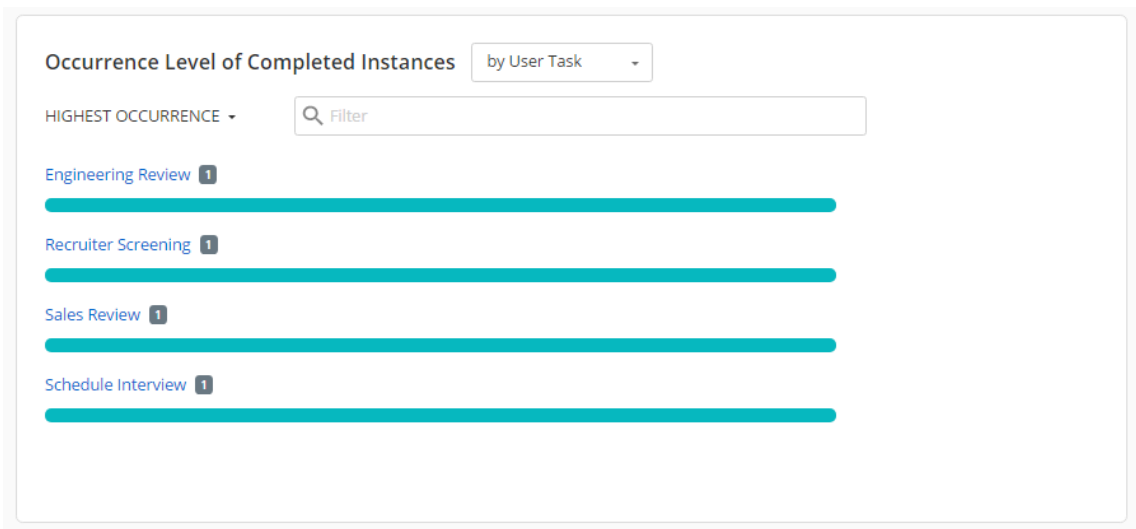 Occurrence Level of Completed Instances by User Task
HIGHEST OCCURRENCE Filter
Engineering Review 1
Recruiter Screening 1
Sales Review 1
Schedule Interview 1